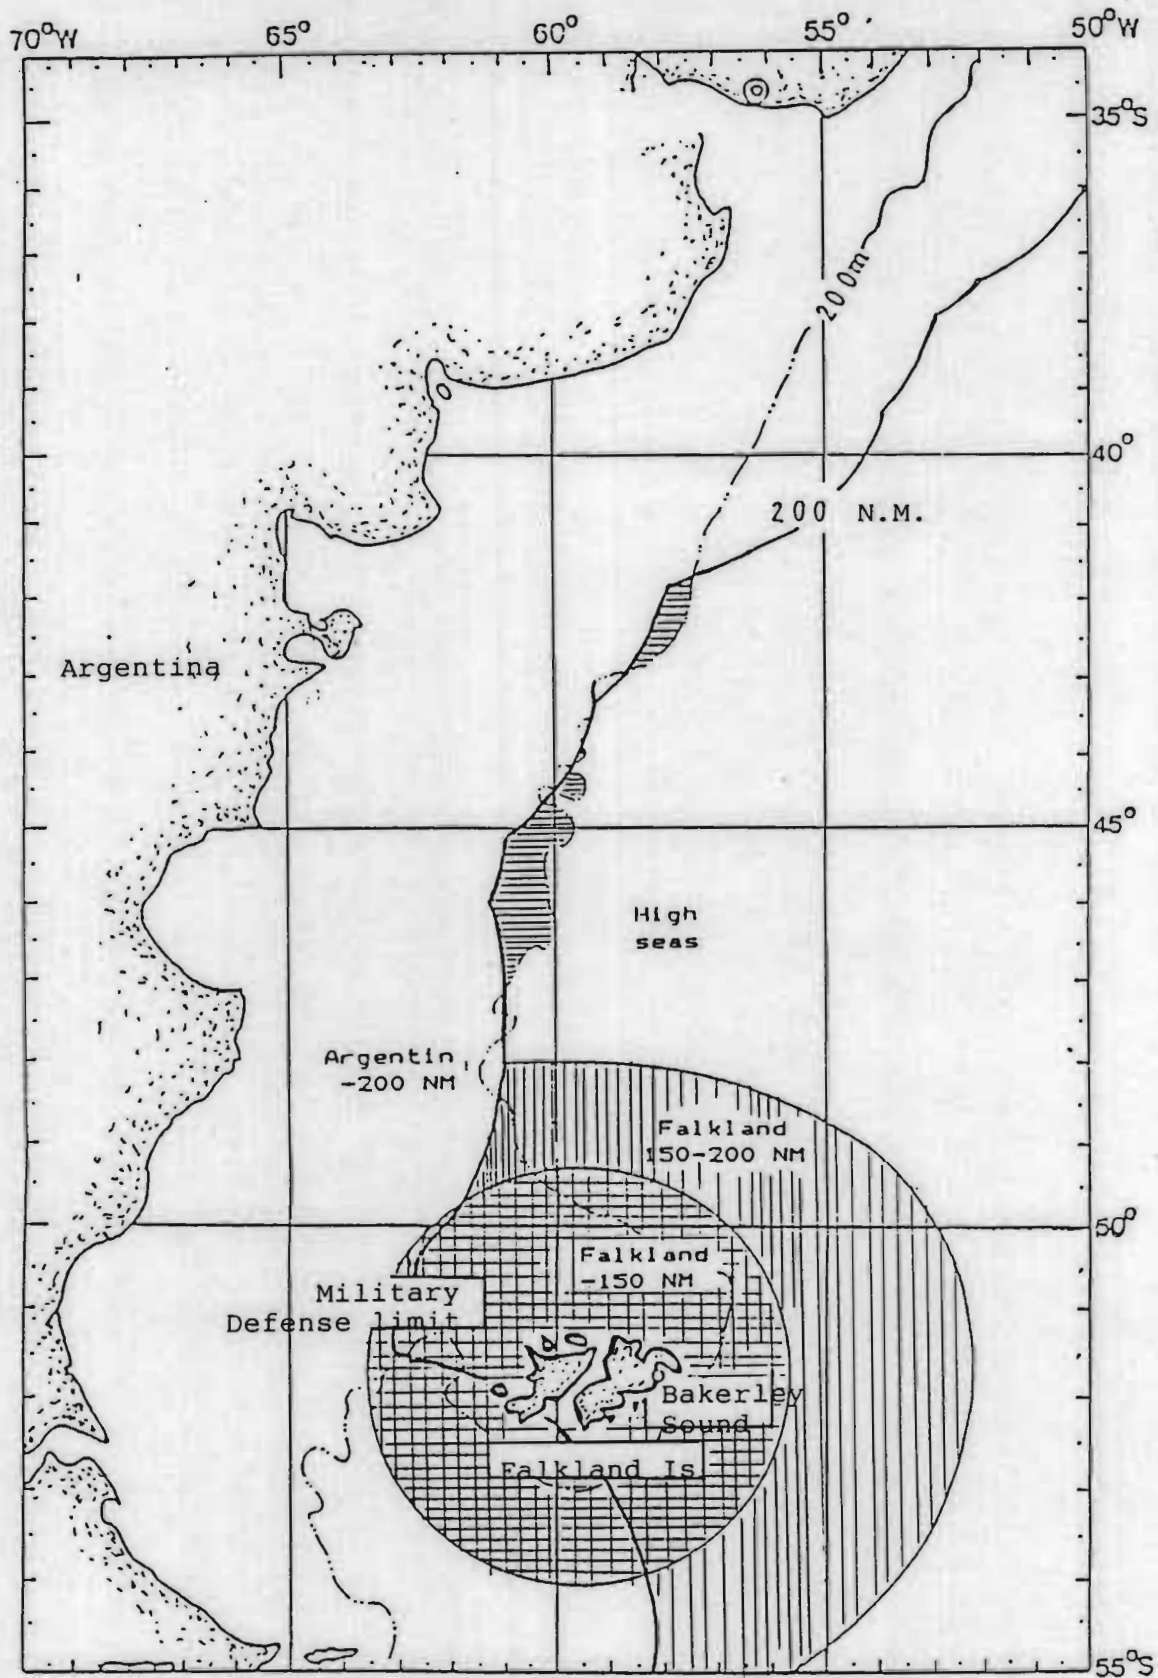 70°W 65° 60° 55° 50°W
35°S
200m
40°
200 N.M.
Argentina
45°
High
seas
Argentin
-200 NM
Falkland
150-200 NM
50°
Falkland
-150 NM
Military
Defense limit
Bakerley
Sound
Falkland Is.
55°S